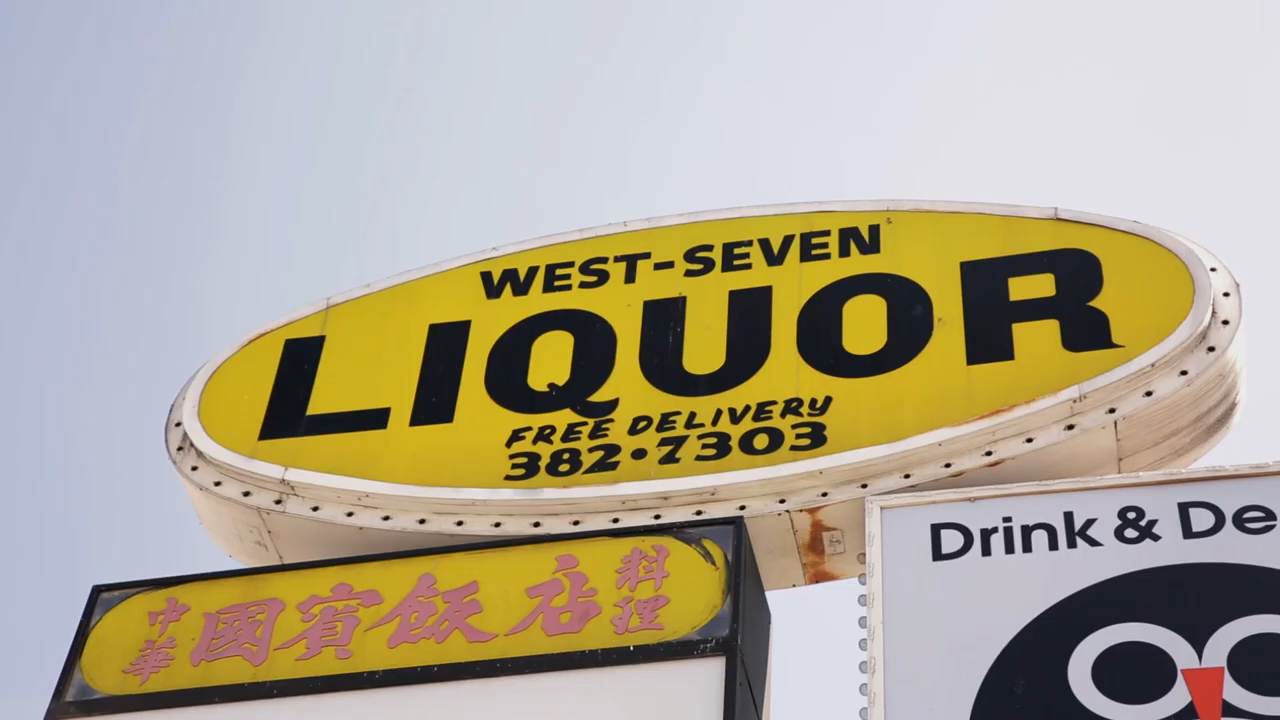 WEST-SEVEN
LIQUOR
FREE DELIVERY
382•7303
中華 國賓飯店 料理
Drink & De